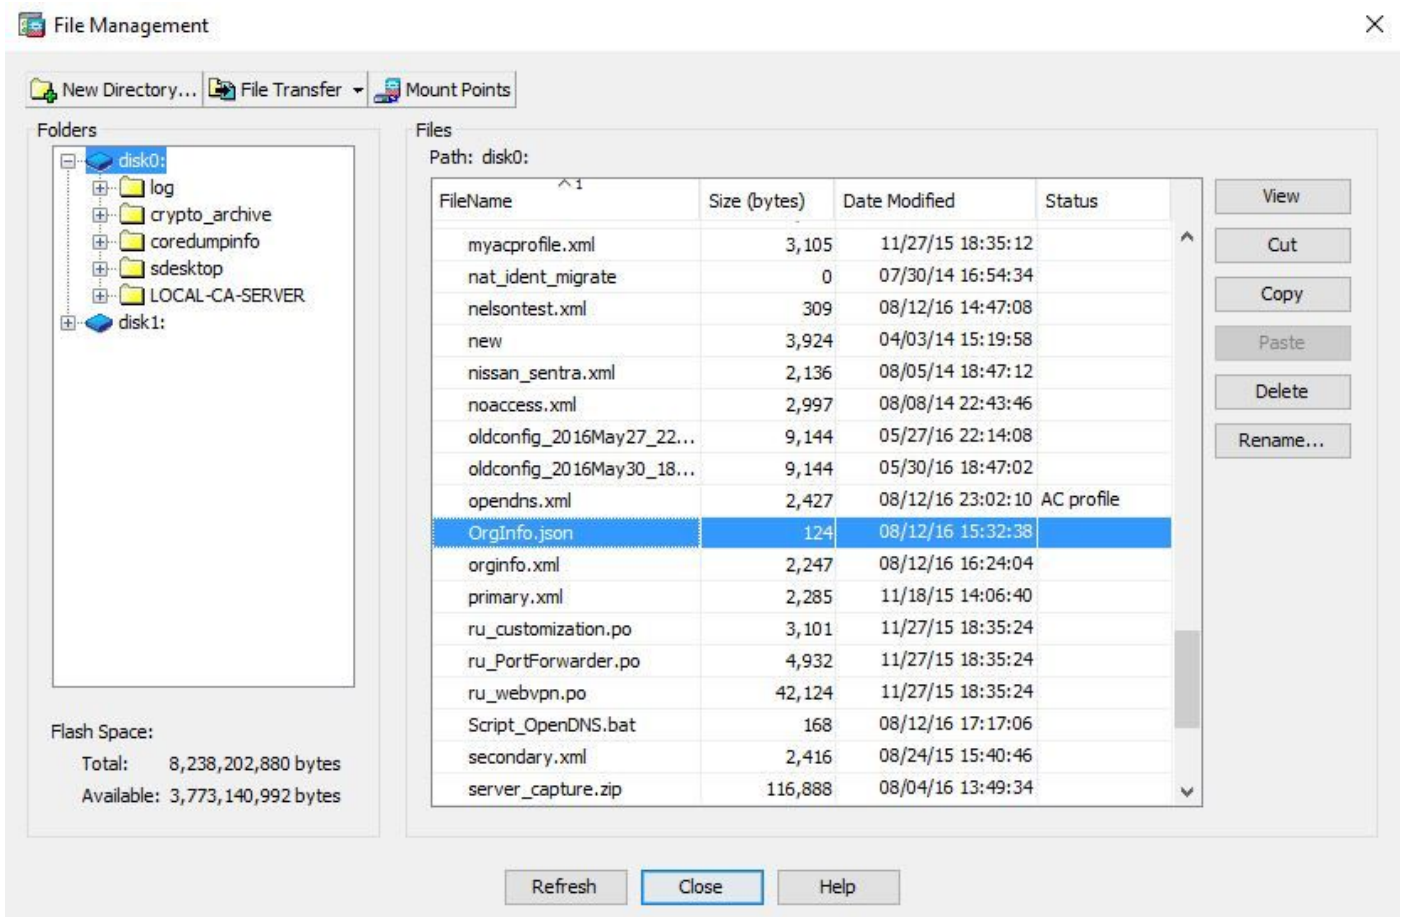 File Management
New Directory... File Transfer Mount Points
Folders
disk0:
log
crypto_archive
coredumpinfo
sdesktop
LOCAL-CA-SERVER
disk1:
Flash Space:
Total: 8,238,202,880 bytes
Available: 3,773,140,992 bytes
Files
Path: disk0:
FileName 1 Size (bytes) Date Modified Status
myacprofile.xml 3,105 11/27/15 18:35:12
nat_ident_migrate 0 07/30/14 16:54:34
nelsontest.xml 309 08/12/16 14:47:08
new 3,924 04/03/14 15:19:58
nissan_sentra.xml 2,136 08/05/14 18:47:12
noaccess.xml 2,997 08/08/14 22:43:46
oldconfig_2016May27_22... 9,144 05/27/16 22:14:08
oldconfig_2016May30_18... 9,144 05/30/16 18:47:02
opendns.xml 2,427 08/12/16 23:02:10 AC profile
OrgInfo.json 124 08/12/16 15:32:38
orginfo.xml 2,247 08/12/16 16:24:04
primary.xml 2,285 11/18/15 14:06:40
ru_customization.po 3,101 11/27/15 18:35:24
ru_PortForwarder.po 4,932 11/27/15 18:35:24
ru_webvpn.po 42,124 11/27/15 18:35:24
Script_OpenDNS.bat 168 08/12/16 17:17:06
secondary.xml 2,416 08/24/15 15:40:46
server_capture.zip 116,888 08/04/16 13:49:34
View
Cut
Copy
Paste
Delete
Rename...
Refresh Close Help